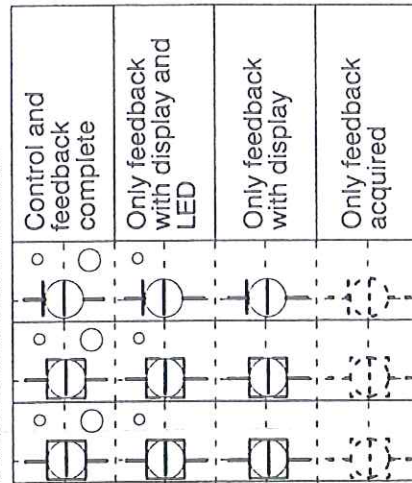 Control and
feedback
complete
Only feedback
with display and
LED
Only feedback
with display
Only feedback
acquired